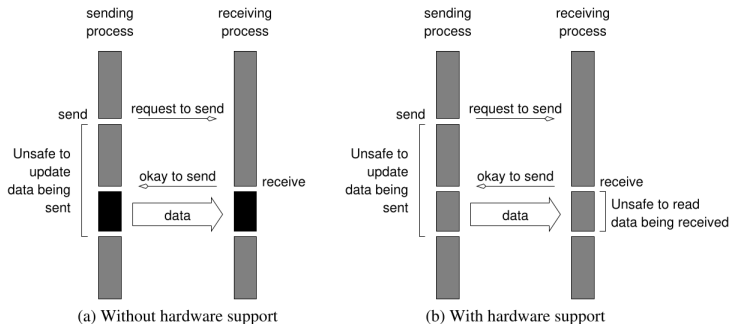 sending
process
receiving
process
send
request to send
Unsafe to
update
data being
sent
okay to send
receive
data
(a) Without hardware support
sending
process
receiving
process
send
request to send
Unsafe to
update
data being
sent
okay to send
receive
data
Unsafe to read
data being received
(b) With hardware support